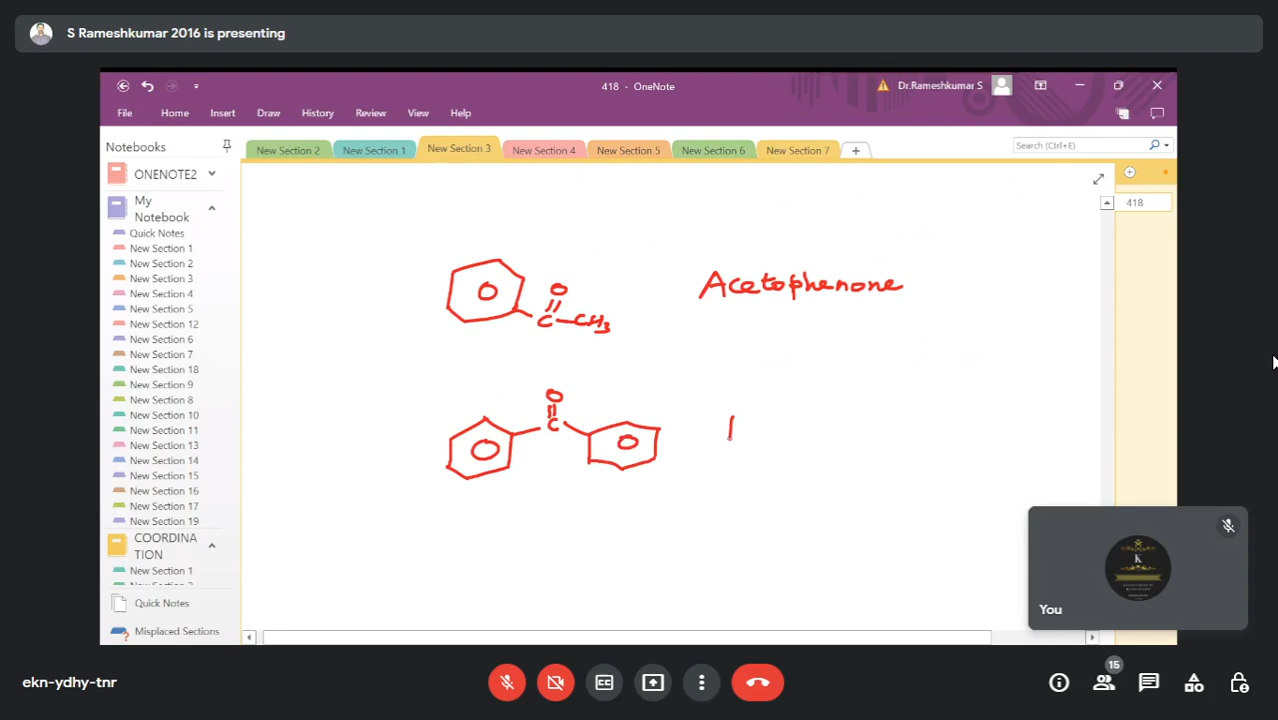 S Rameshkumar 2016 is presenting
418 - OneNote
Dr.Rameshkumar S
File Home Insert Draw History Review View Help
Notebooks
New Section 2 New Section 1 New Section 3 New Section 4 New Section 5 New Section 6 New Section 7 +
Search (Ctrl+E)
ONENOTE2
418
My
Notebook
Quick Notes
New Section 1
New Section 2
New Section 3
New Section 4
New Section 5
New Section 12
New Section 6
New Section 7
New Section 18
New Section 9
New Section 8
New Section 10
New Section 11
New Section 13
New Section 14
New Section 15
New Section 16
New Section 17
New Section 19
COORDINA
TION
New Section 1
Quick Notes
Misplaced Sections
O
O
C-CH3
Acetophenone
O
C
O
O
K
You
ekn-ydhy-tnr
CC
15